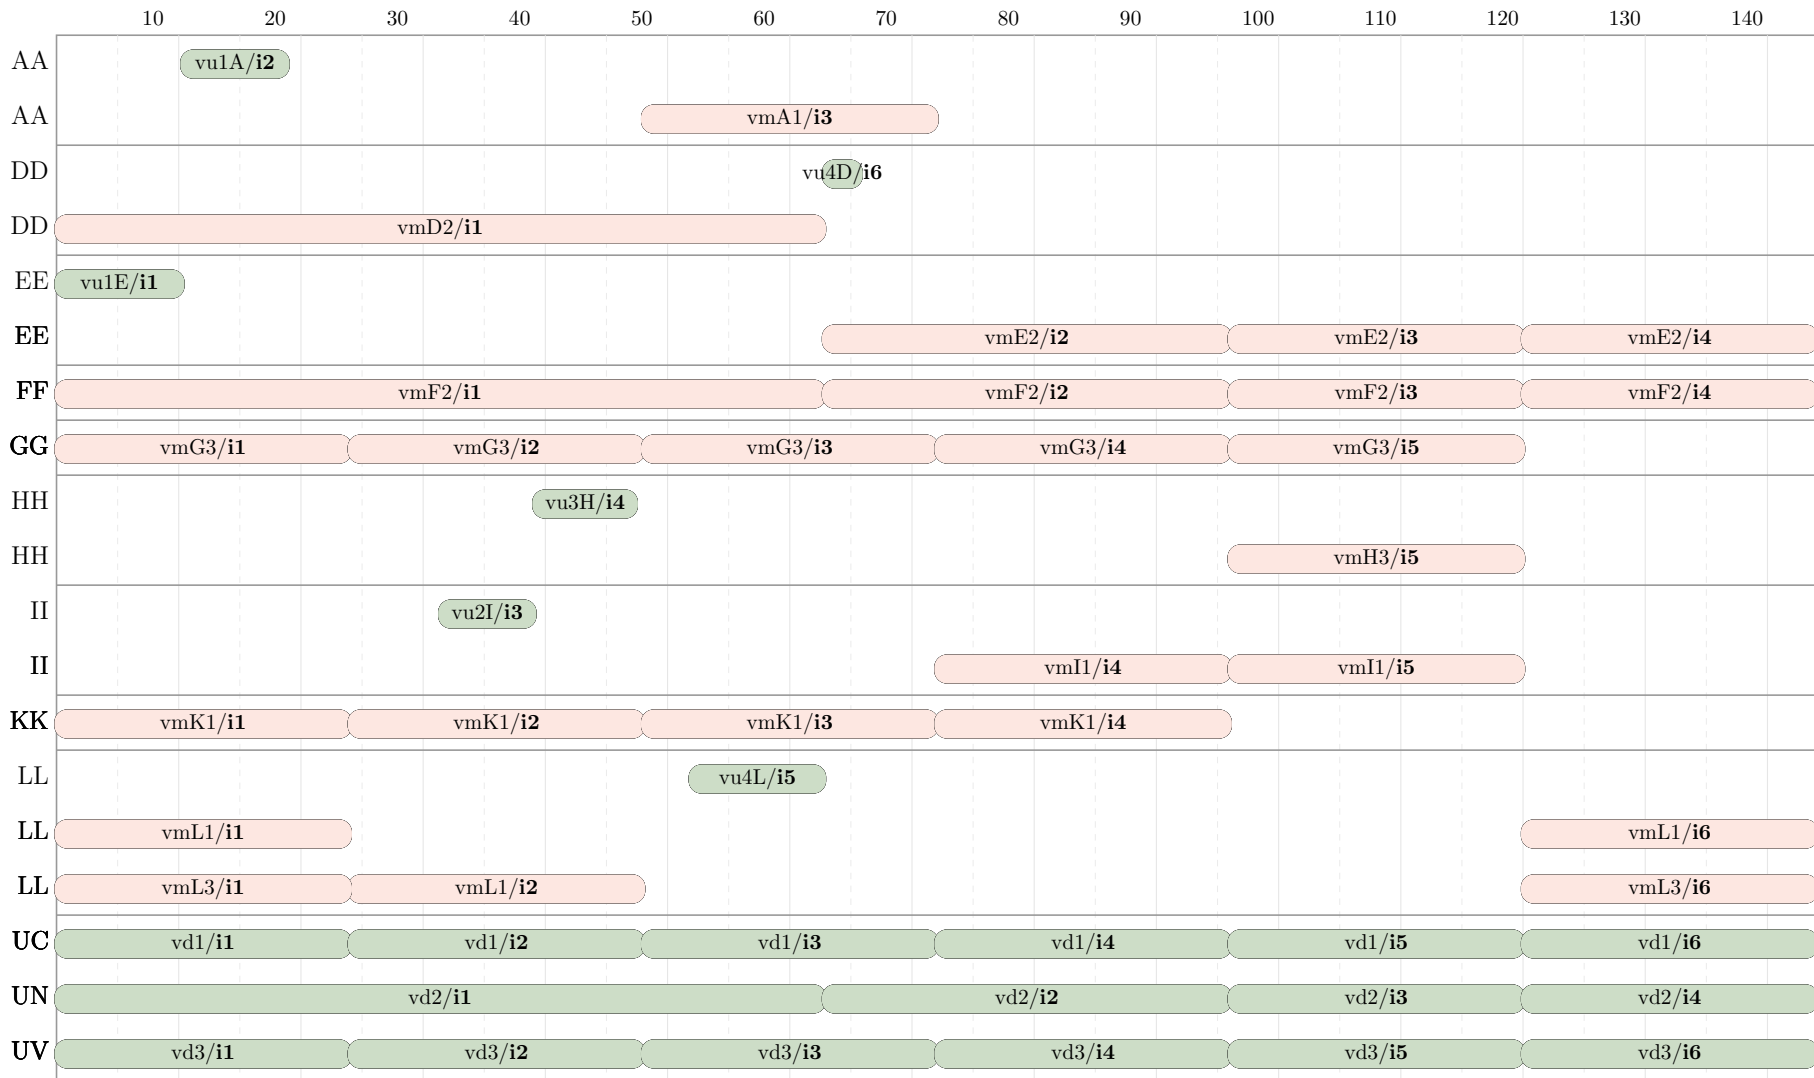 10 20 30 40 50 60 70 80 90 100 110 120 130 140
AA vu1A/i2
AA vmA1/i3
DD vu4D/i6
DD vmD2/i1
EE vu1E/i1
EE vmE2/i2 vmE2/i3 vmE2/i4
FF vmF2/i1 vmF2/i2 vmF2/i3 vmF2/i4
GG vmG3/i1 vmG3/i2 vmG3/i3 vmG3/i4 vmG3/i5
HH vu3H/i4
HH vmH3/i5
II vu2I/i3
II vmI1/i4 vmI1/i5
KK vmK1/i1 vmK1/i2 vmK1/i3 vmK1/i4
LL vu4L/i5
LL vmL1/i1 vmL1/i6
LL vmL3/i1 vmL1/i2 vmL3/i6
UC vd1/i1 vd1/i2 vd1/i3 vd1/i4 vd1/i5 vd1/i6
UN vd2/i1 vd2/i2 vd2/i3 vd2/i4
UV vd3/i1 vd3/i2 vd3/i3 vd3/i4 vd3/i5 vd3/i6